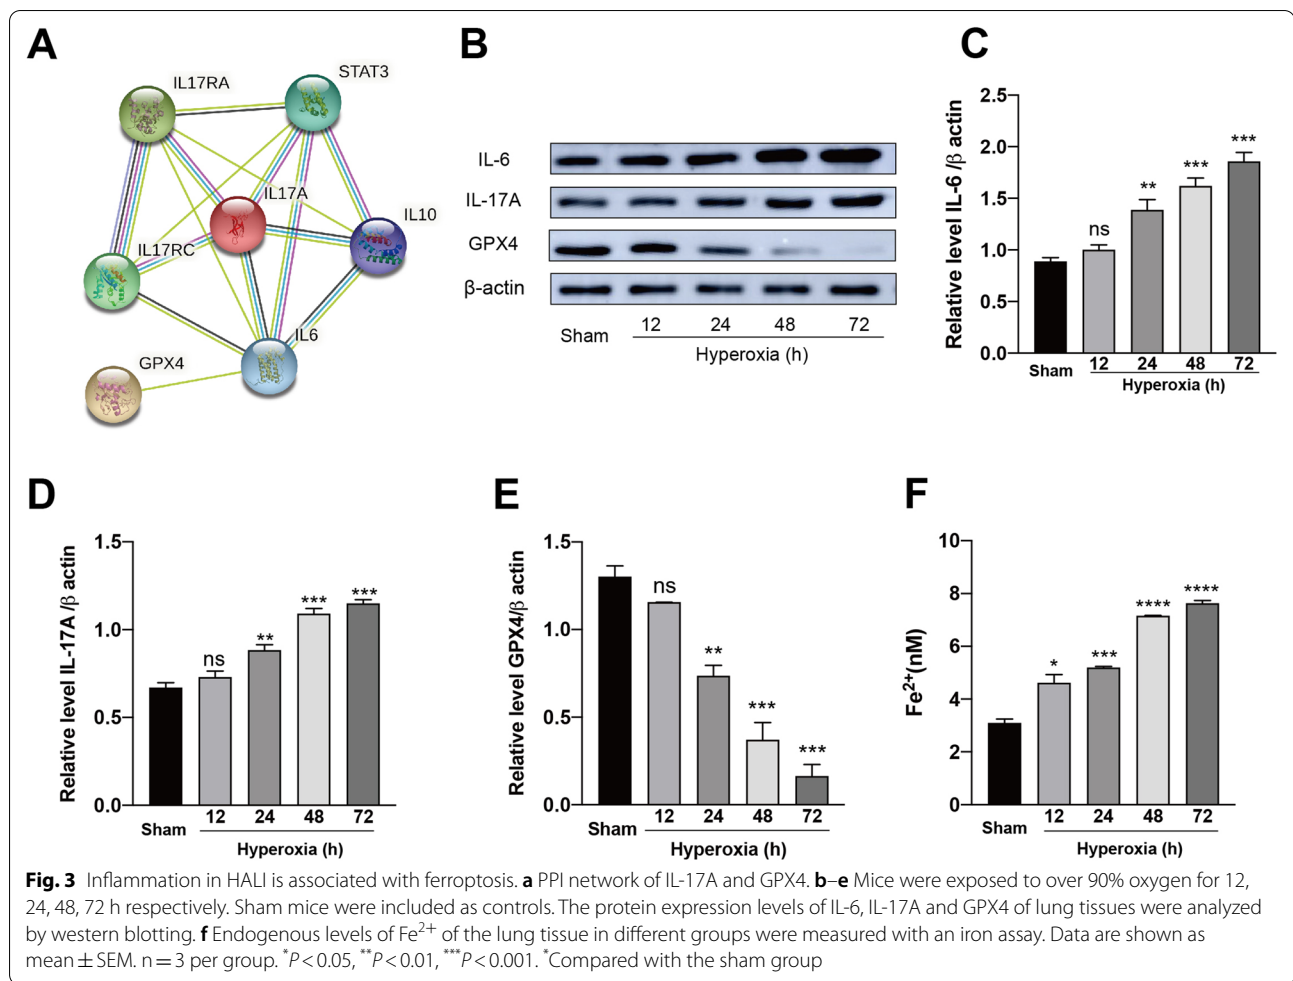 A
IL17RA
STAT3
IL17A
IL10
IL17RC
IL6
GPX4
B
IL-6
IL-17A
GPX4
β-actin
Sham
12 24 48 72
Hyperoxia (h)
C
Relative level IL-6 /β actin
2.5
2.0
1.5
1.0
0.5
0.0
ns
**
***
***
Sham
12 24 48 72
Hyperoxia (h)
D
Relative level IL-17A /β actin
1.5
1.0
0.5
0.0
ns
**
***
***
Sham
12 24 48 72
Hyperoxia (h)
E
Relative level GPX4/β actin
1.5
1.0
0.5
0.0
ns
**
***
***
Sham
12 24 48 72
Hyperoxia (h)
F
Fe²⁺(nM)
10
8
6
4
2
0
*
***
****
****
Sham
12 24 48 72
Hyperoxia (h)
Fig. 3 Inflammation in HALI is associated with ferroptosis. a PPI network of IL-17A and GPX4. b–e Mice were exposed to over 90% oxygen for 12,
24, 48, 72 h respectively. Sham mice were included as controls. The protein expression levels of IL-6, IL-17A and GPX4 of lung tissues were analyzed
by western blotting. f Endogenous levels of Fe²⁺ of the lung tissue in different groups were measured with an iron assay. Data are shown as
mean ± SEM. n = 3 per group. *P < 0.05, **P < 0.01, ***P < 0.001. *Compared with the sham group